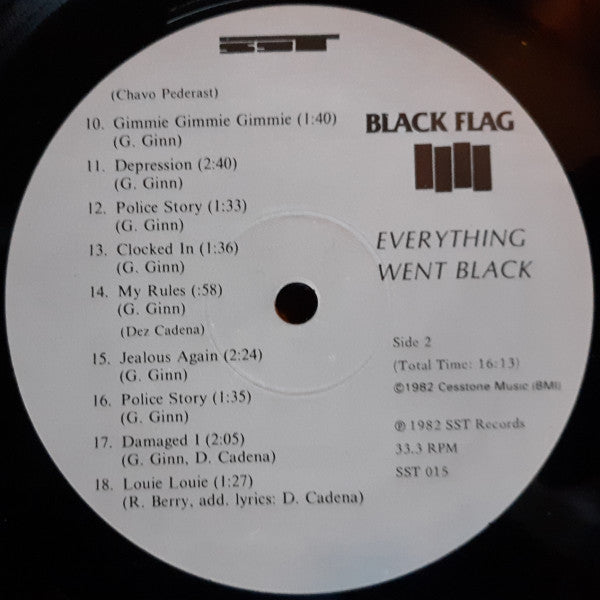 SST
(Chavo Pederast)
10. Gimmie Gimmie Gimmie (1:40)
(G. Ginn)
11. Depression (2:40)
(G. Ginn)
12. Police Story (1:33)
(G. Ginn)
13. Clocked In (1:36)
(G. Ginn)
14. My Rules (:58)
(G. Ginn)
(Dez Cadena)
15. Jealous Again (2:24)
(G. Ginn)
16. Police Story (1:35)
(G. Ginn)
17. Damaged I (2:05)
(G. Ginn, D. Cadena)
18. Louie Louie (1:27)
(R. Berry, add. lyrics: D. Cadena)
BLACK FLAG
EVERYTHING
WENT BLACK
Side 2
(Total Time: 16:13)
©1982 Cesstone Music (BMI)
℗ 1982 SST Records
33.3 RPM
SST 015